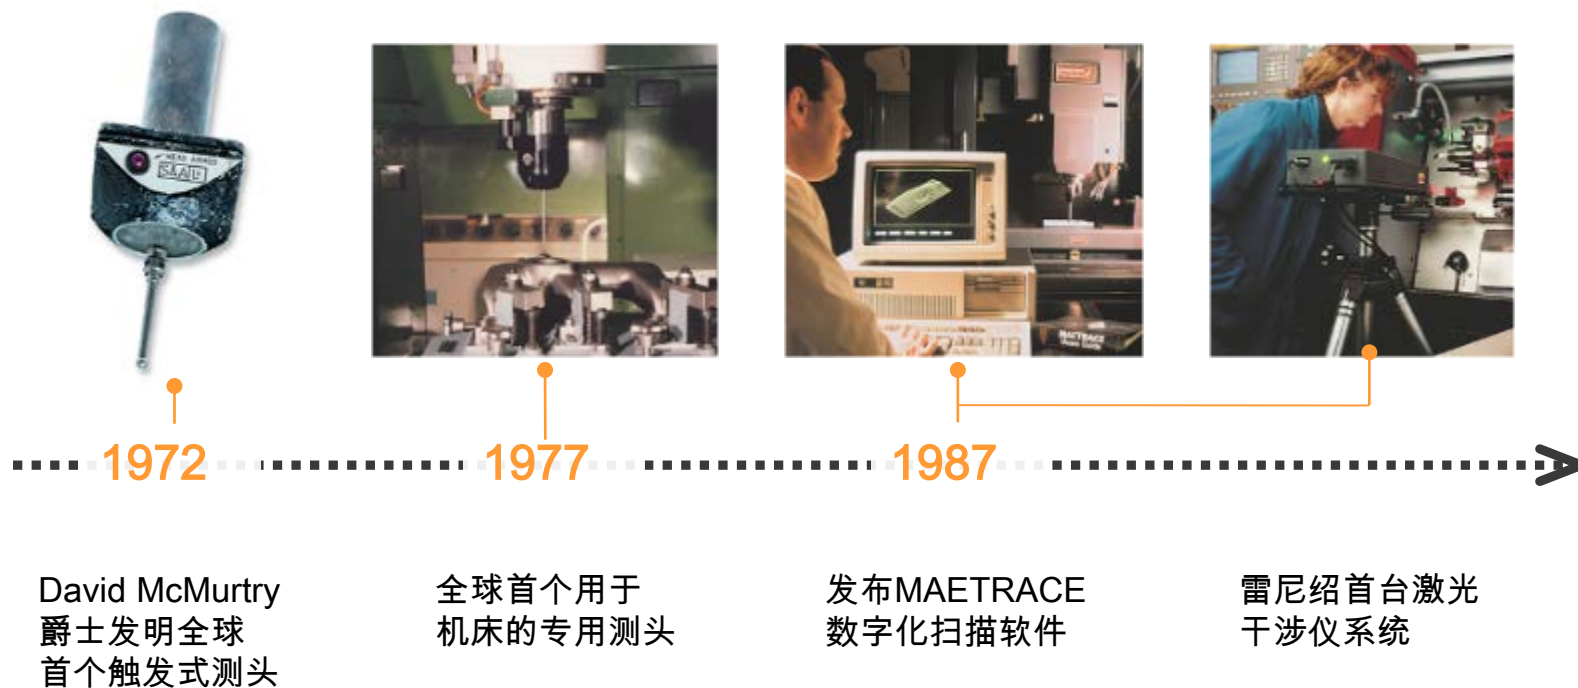 HEAD ARMED
1972
1977
1987
David McMurtry
爵士发明全球
首个触发式测头
全球首个用于
机床的专用测头
发布MAETRACE
数字化扫描软件
雷尼绍首台激光
干涉仪系统